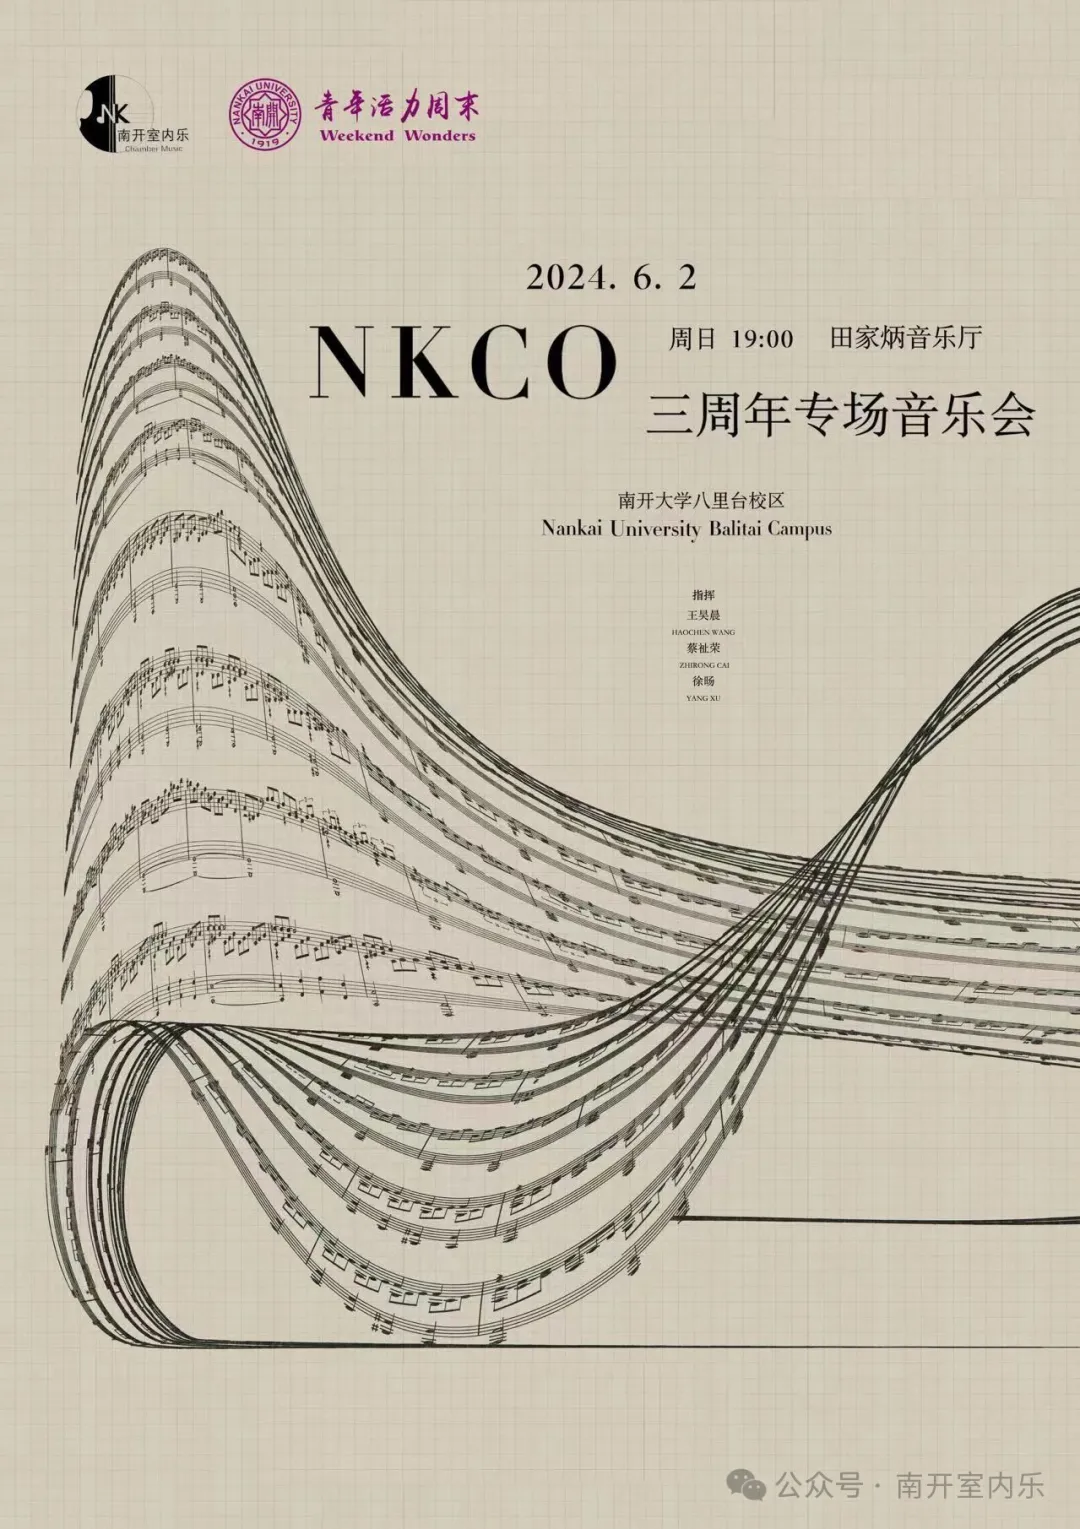 NK
南开室内乐
Chamber Music
NANKAI UNIVERSITY
南開
1919
青年活力周末
Weekend Wonders
2024. 6. 2
NKCO
周日 19:00 田家炳音乐厅
三周年专场音乐会
南开大学八里台校区
Nankai University Balitai Campus
指挥
王昊晨
HAOCHEN WANG
蔡祉荣
ZHIRONG CAI
徐旸
YANG XU
公众号 · 南开室内乐